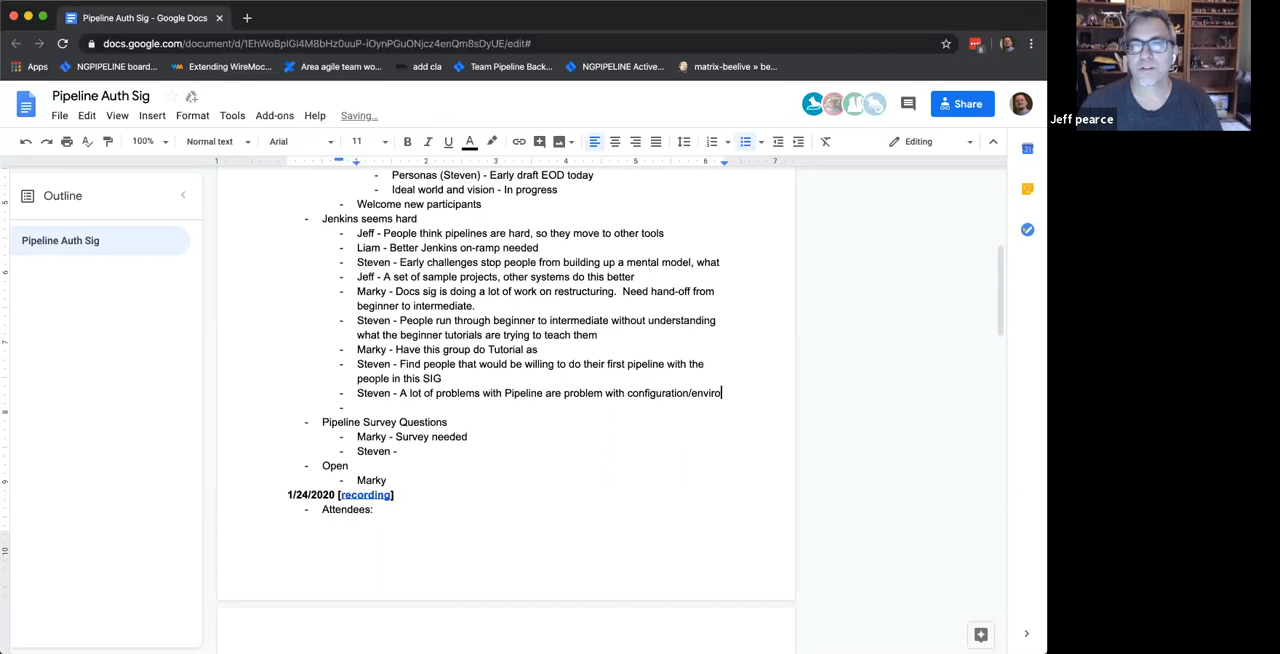 Pipeline Auth Sig - Google Docs
docs.google.com/document/d/1EhWoBpIGl4M8bHz0uuP-iOynPGuONjcz4enQm8sDyUE/edit#
Apps
NGPIPELINE board...
Extending WireMoc...
Area agile team wo...
add cla
Team Pipeline Back...
NGPIPELINE Active...
matrix-beelive » be...
Pipeline Auth Sig
File Edit View Insert Format Tools Add-ons Help Saving...
Share
100% Normal text Arial 11 B I U A Editing
1 1 2 3 4 5 6 7
Outline
Pipeline Auth Sig
- Personas (Steven) - Early draft EOD today
- Ideal world and vision - In progress
- Welcome new participants
- Jenkins seems hard
- Jeff - People think pipelines are hard, so they move to other tools
- Liam - Better Jenkins on-ramp needed
- Steven - Early challenges stop people from building up a mental model, what
- Jeff - A set of sample projects, other systems do this better
- Marky - Docs sig is doing a lot of work on restructuring. Need hand-off from
beginner to intermediate.
- Steven - People run through beginner to intermediate without understanding
what the beginner tutorials are trying to teach them
- Marky - Have this group do Tutorial as
- Steven - Find people that would be willing to do their first pipeline with the
people in this SIG
- Steven - A lot of problems with Pipeline are problem with configuration/enviro
-
- Pipeline Survey Questions
- Marky - Survey needed
- Steven -
- Open
- Marky
1/24/2020 [recording]
- Attendees:
Jeff pearce